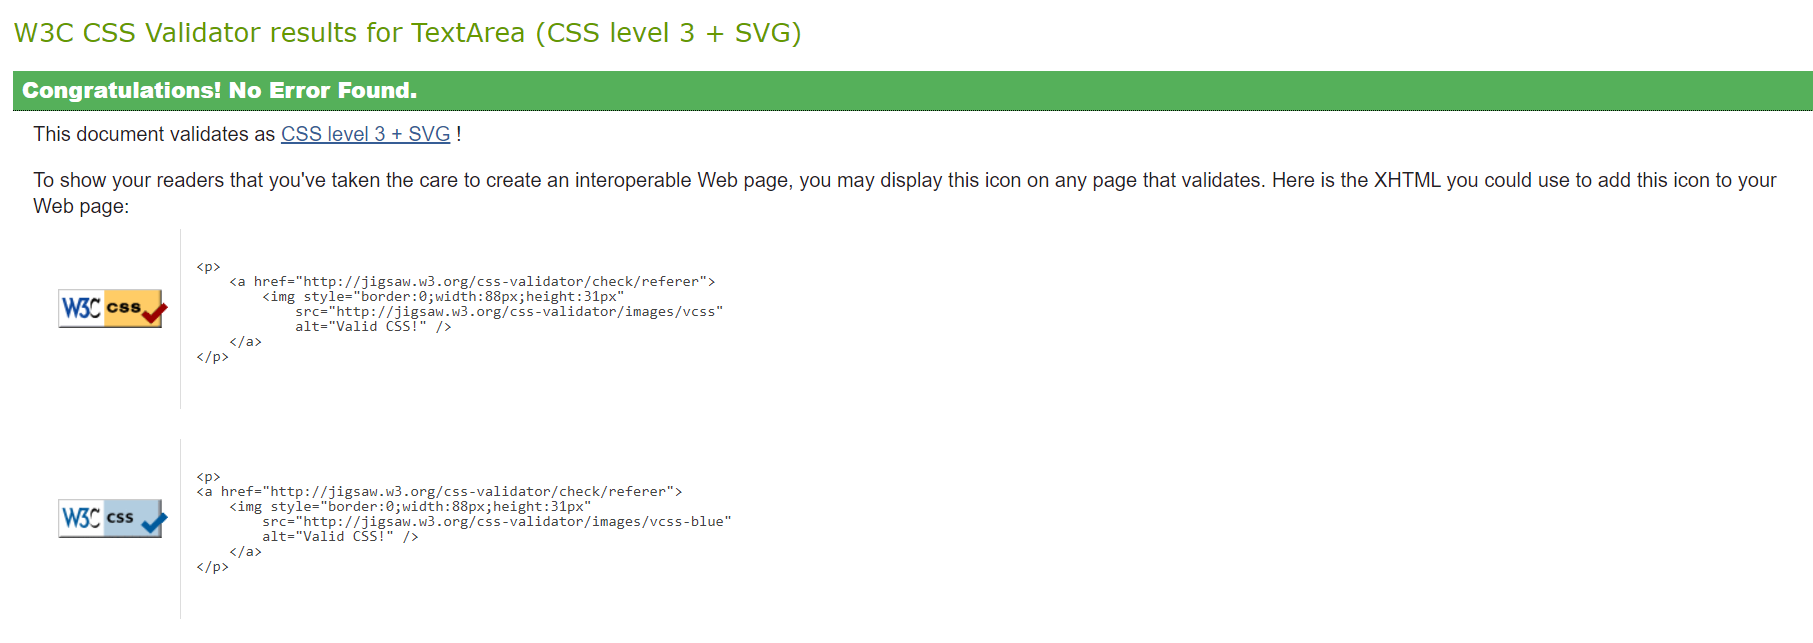 W3C CSS Validator results for TextArea (CSS level 3 + SVG)
Congratulations! No Error Found.
This document validates as CSS level 3 + SVG !
To show your readers that you've taken the care to create an interoperable Web page, you may display this icon on any page that validates. Here is the XHTML you could use to add this icon to your
Web page:
W3C css
<p>
    <a href="http://jigsaw.w3.org/css-validator/check/referer">
        <img style="border:0;width:88px;height:31px"
            src="http://jigsaw.w3.org/css-validator/images/vcss"
            alt="Valid CSS!" />
    </a>
</p>
W3C css
<p>
<a href="http://jigsaw.w3.org/css-validator/check/referer">
    <img style="border:0;width:88px;height:31px"
        src="http://jigsaw.w3.org/css-validator/images/vcss-blue"
        alt="Valid CSS!" />
    </a>
</p>